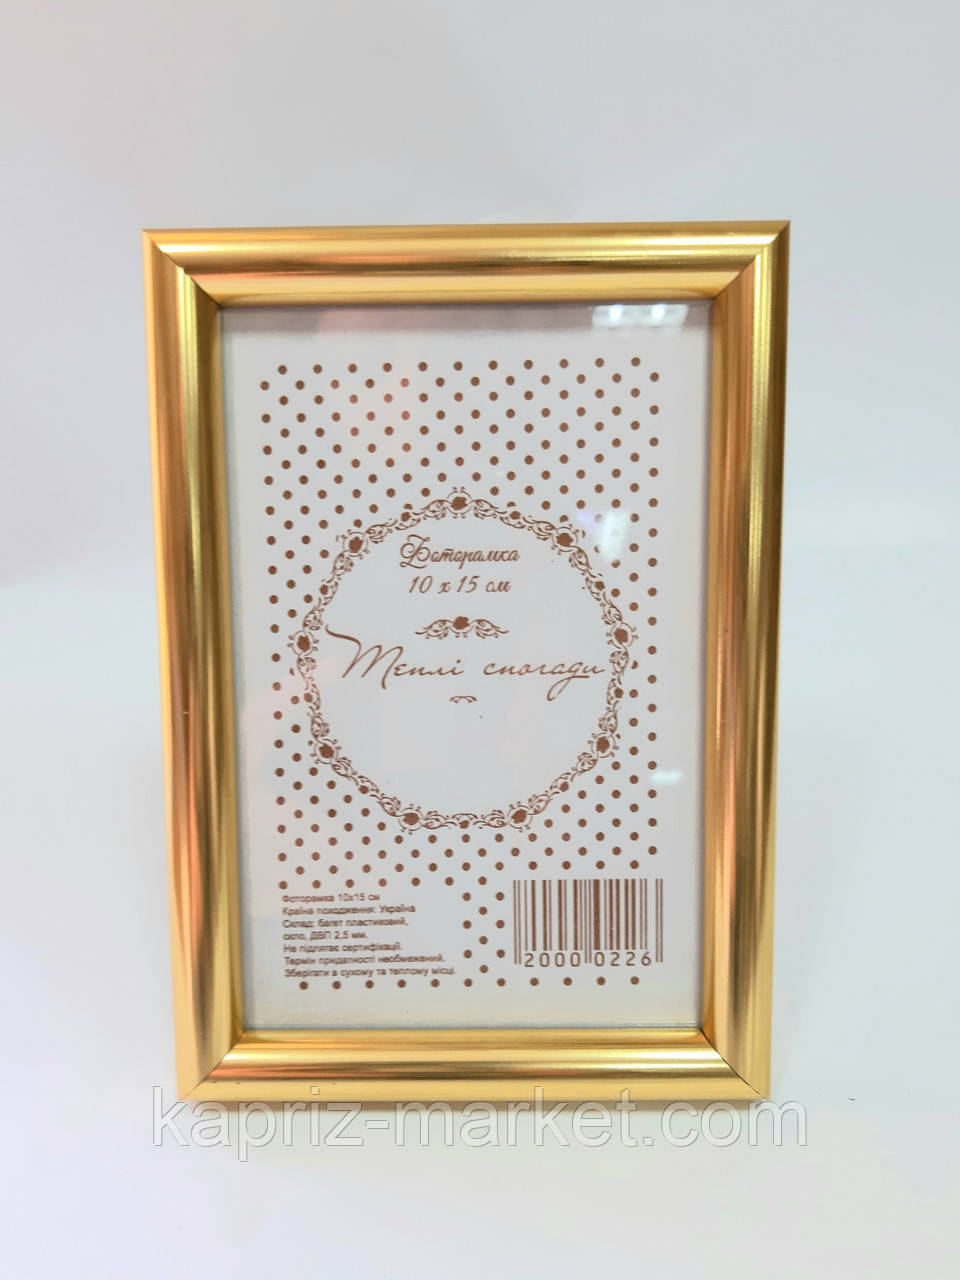 Фоторамка
10 х 15 см
Теплі спогади
Фоторамка 10х15 см
Країна походження: Україна
Склад: багет пластиковий,
скло, ДВП 2,5 мм.
Не підлягає сертифікації.
Термін придатності необмежений.
Зберігати в сухому та теплому місці.
2000 0226
kapriz-market.com